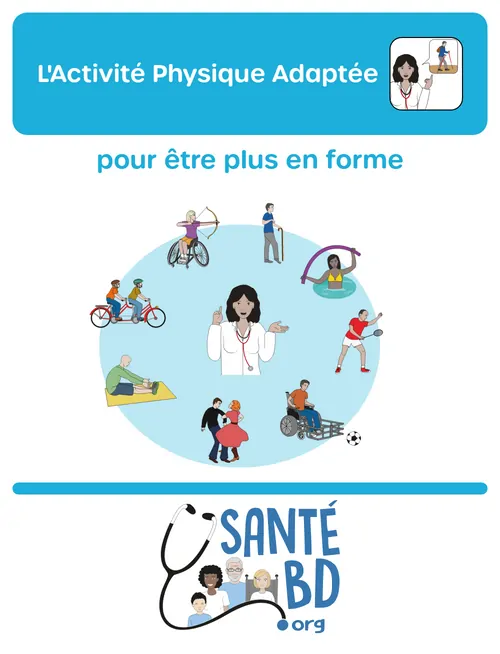 L'Activité Physique Adaptée
pour être plus en forme
SANTÉ
BD
.org